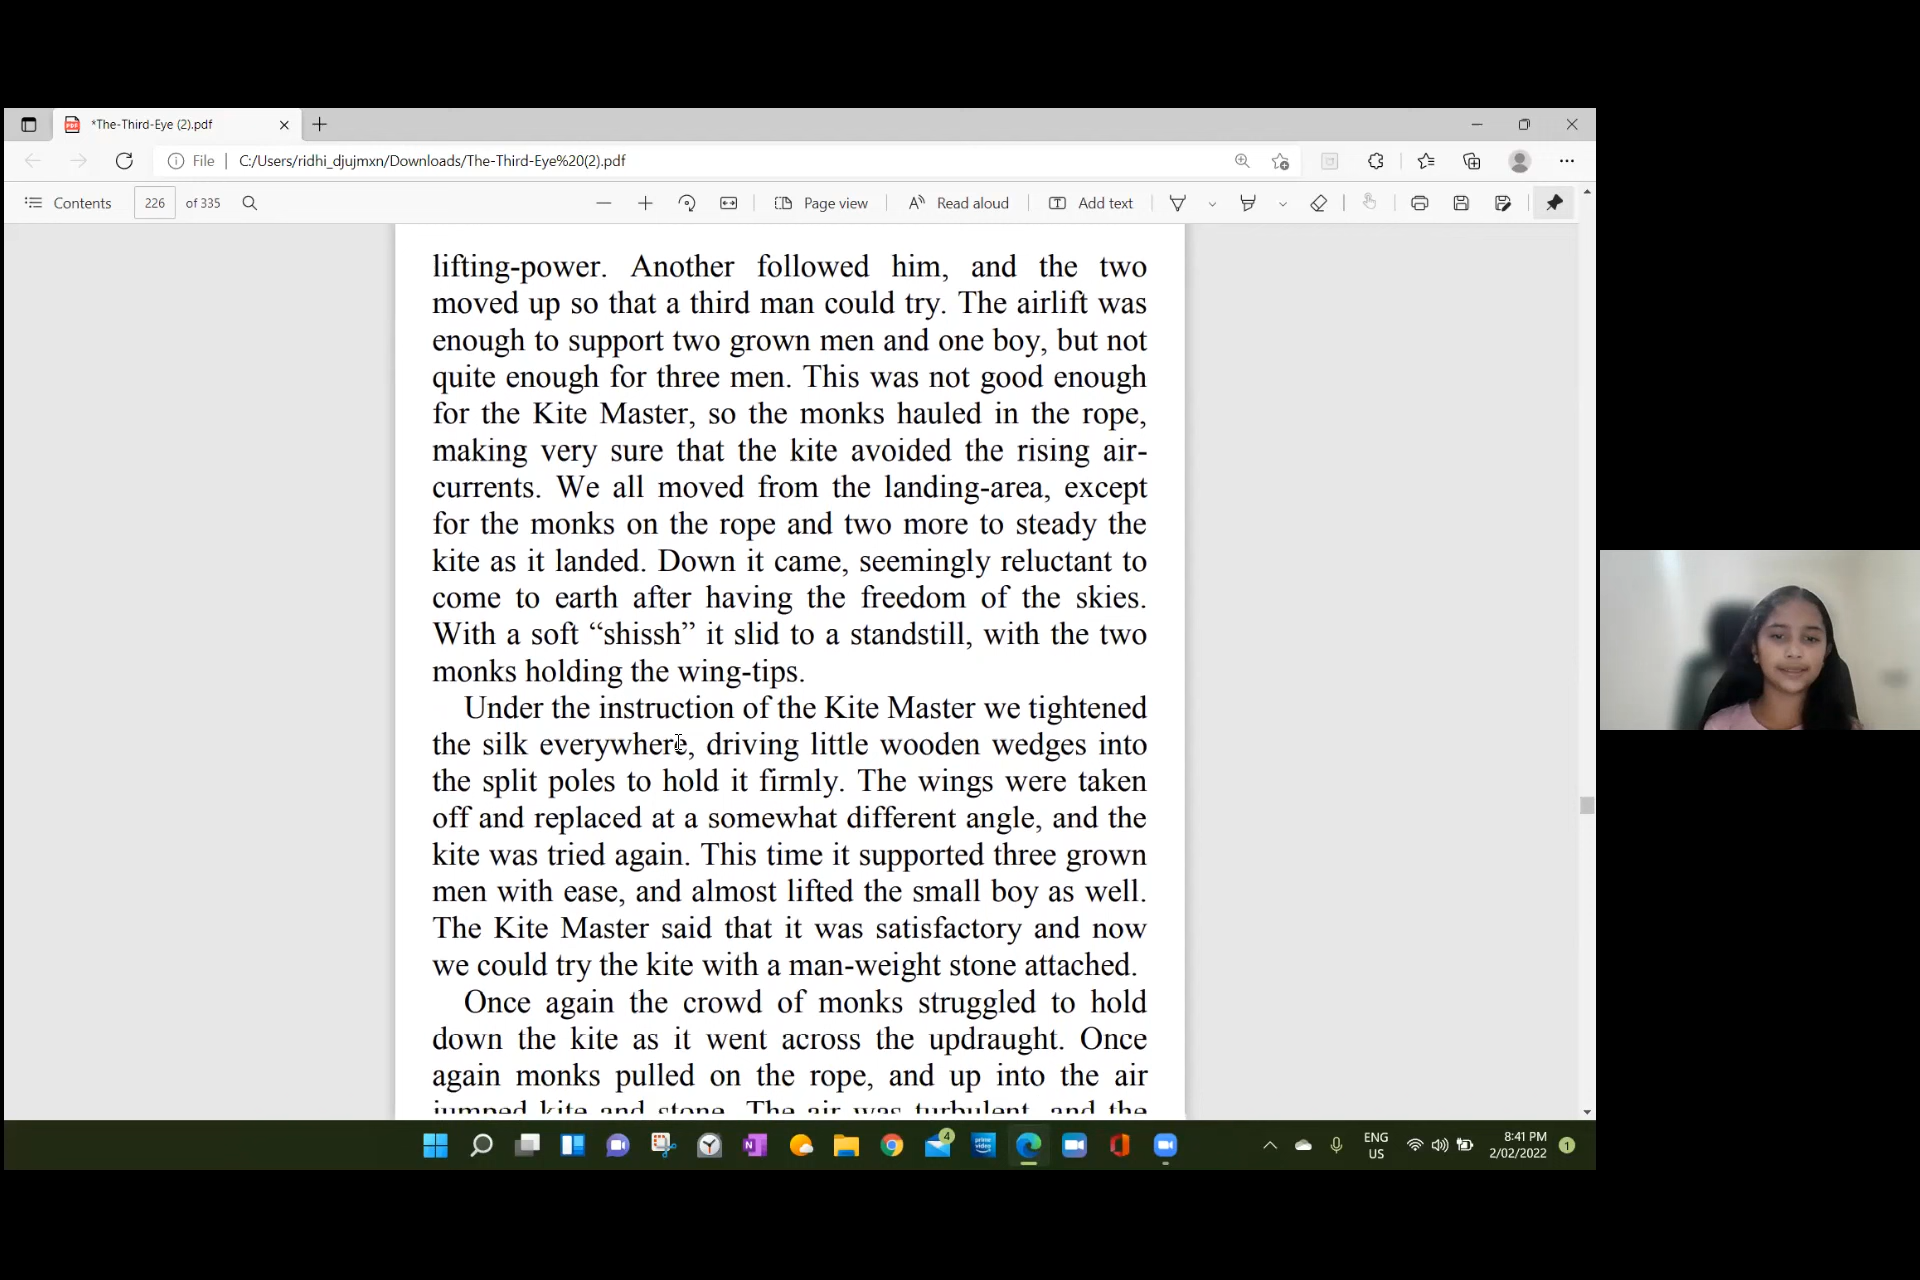 *The-Third-Eye (2).pdf
File
C:/Users/ridhi_djujmxn/Downloads/The-Third-Eye%20(2).pdf
Contents
226
of 335
Page view
Read aloud
Add text
lifting-power. Another followed him, and the two
moved up so that a third man could try. The airlift was
enough to support two grown men and one boy, but not
quite enough for three men. This was not good enough
for the Kite Master, so the monks hauled in the rope,
making very sure that the kite avoided the rising air-
currents. We all moved from the landing-area, except
for the monks on the rope and two more to steady the
kite as it landed. Down it came, seemingly reluctant to
come to earth after having the freedom of the skies.
With a soft “shissh” it slid to a standstill, with the two
monks holding the wing-tips.
Under the instruction of the Kite Master we tightened
the silk everywhere, driving little wooden wedges into
the split poles to hold it firmly. The wings were taken
off and replaced at a somewhat different angle, and the
kite was tried again. This time it supported three grown
men with ease, and almost lifted the small boy as well.
The Kite Master said that it was satisfactory and now
we could try the kite with a man-weight stone attached.
Once again the crowd of monks struggled to hold
down the kite as it went across the updraught. Once
again monks pulled on the rope, and up into the air
jumped kite and stone. The air was turbulent, and the
4
prime video
ENG
US
8:41 PM
2/02/2022
1